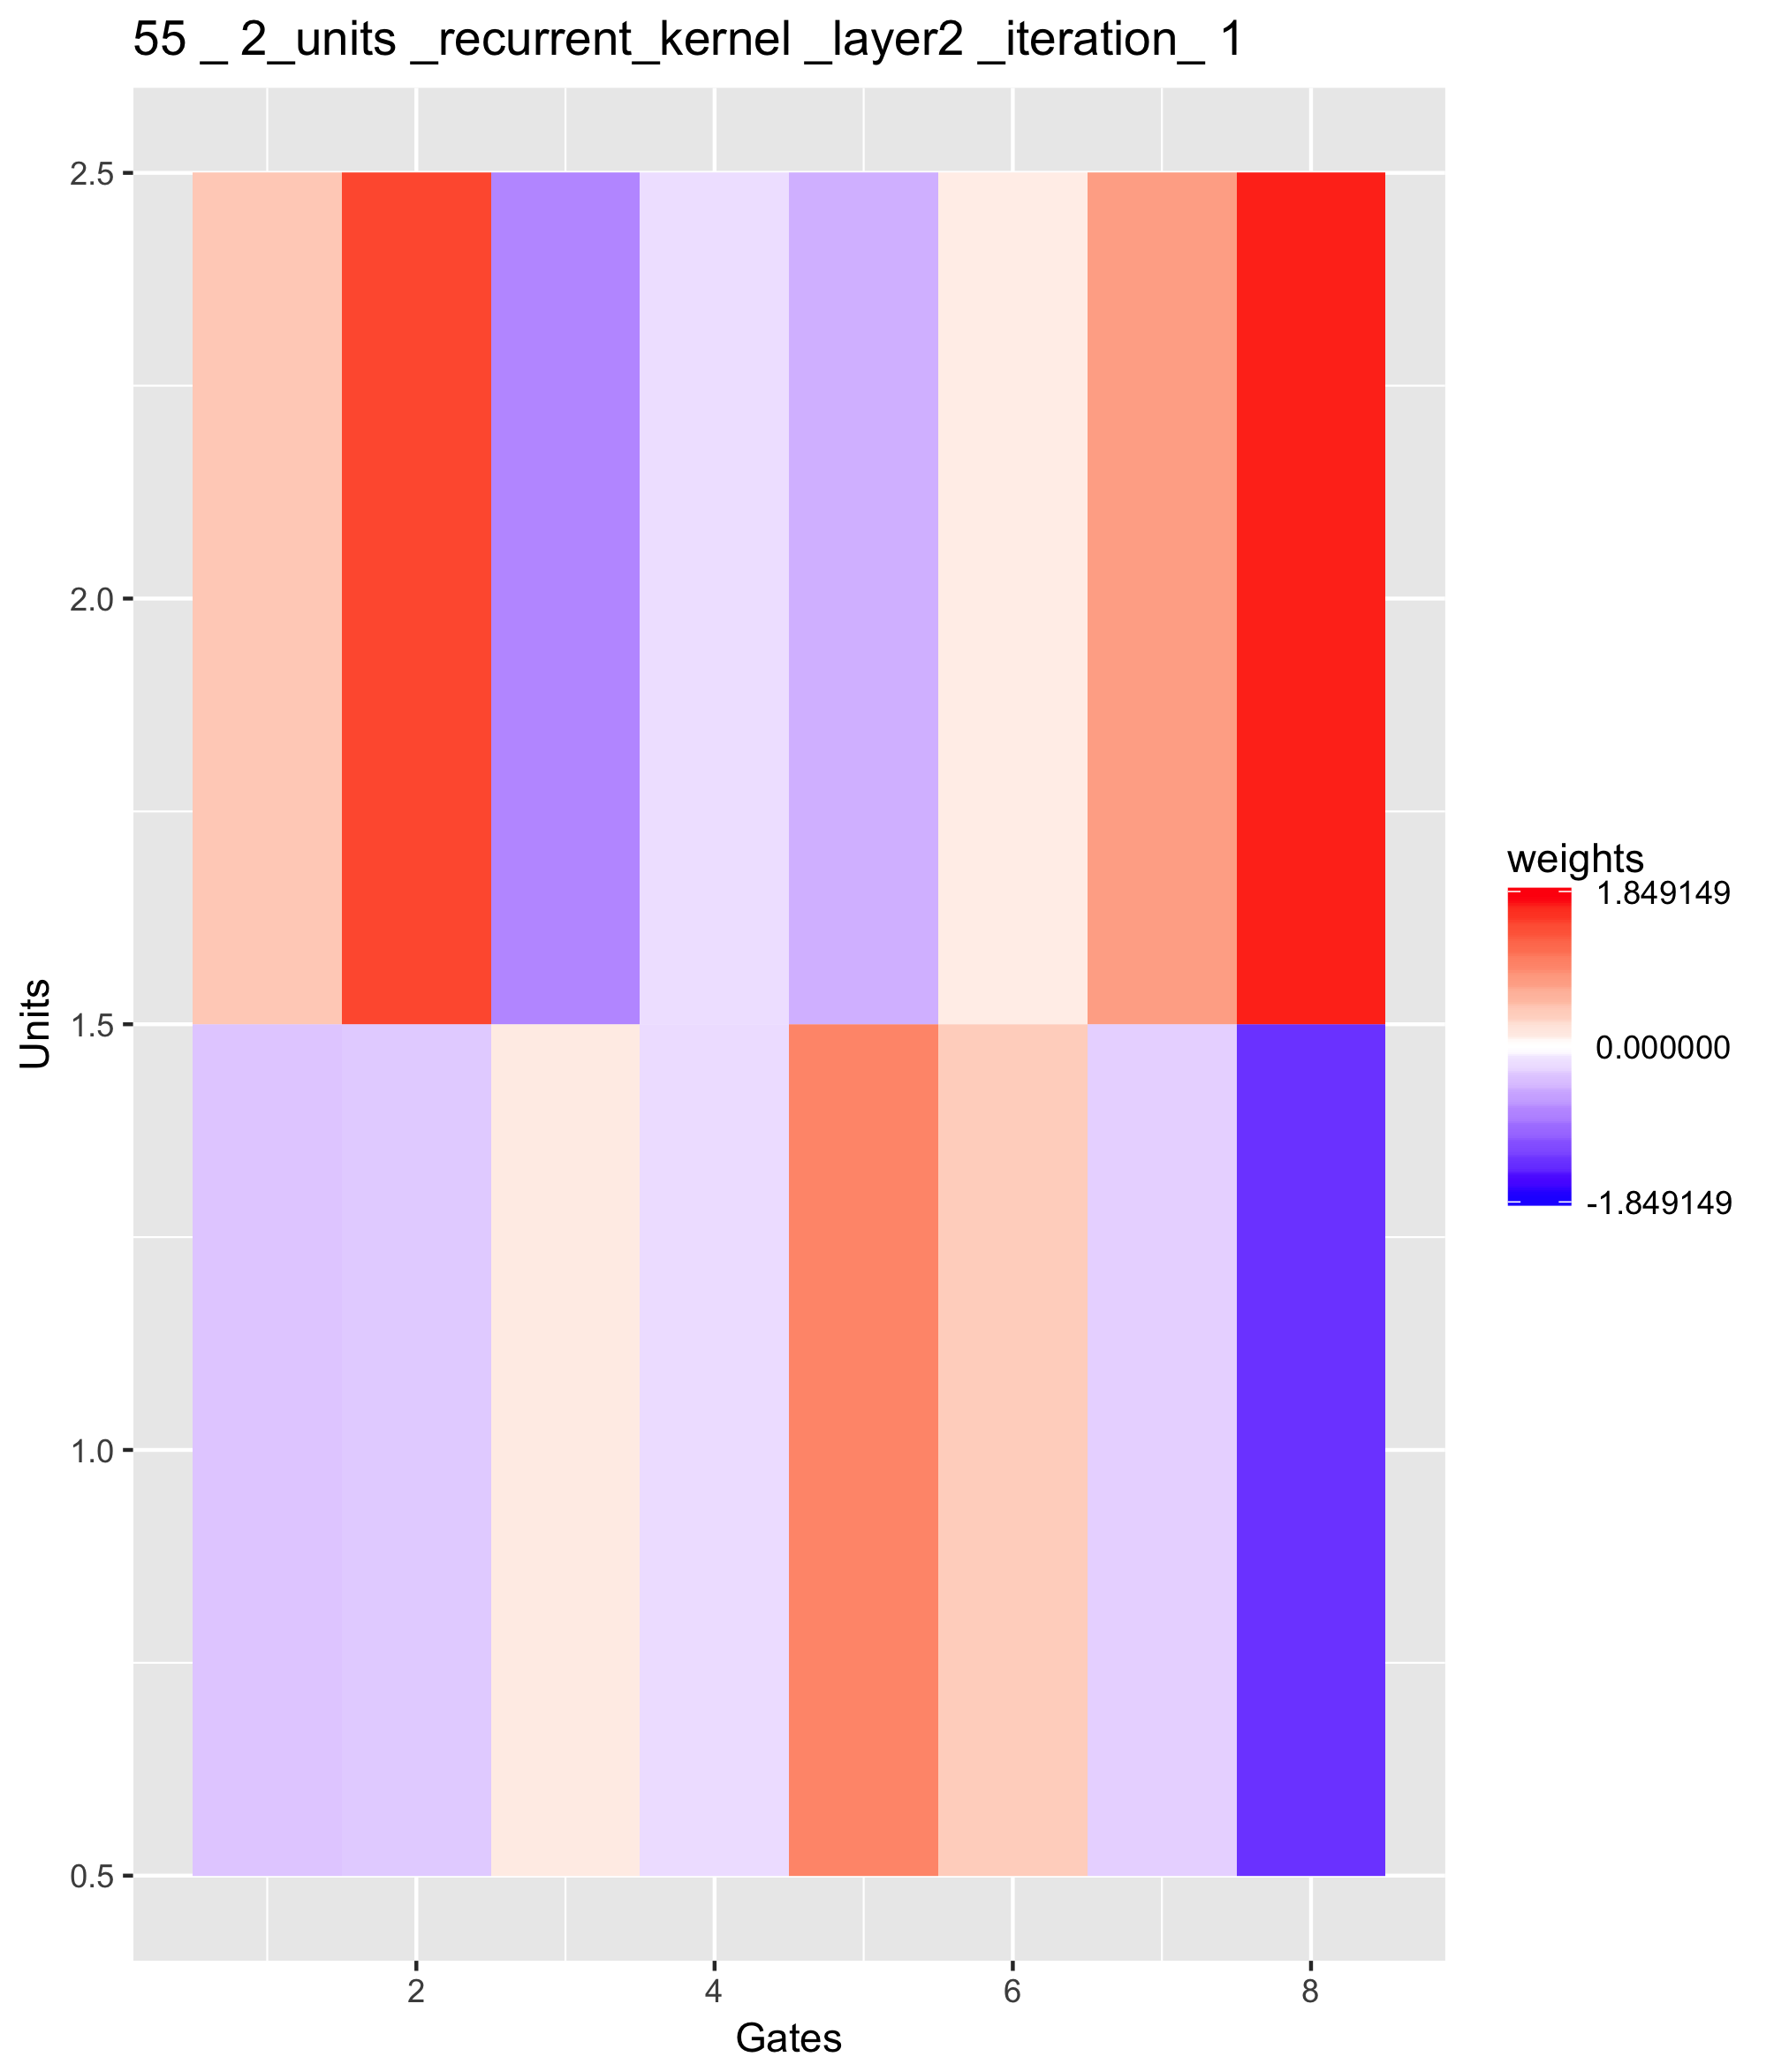 55 _ 2_units _recurrent_kernel _layer2 _iteration_ 1
2.5
2.0
1.5
1.0
0.5
Units
2 4 6 8
Gates
weights
1.849149
0.000000
-1.849149